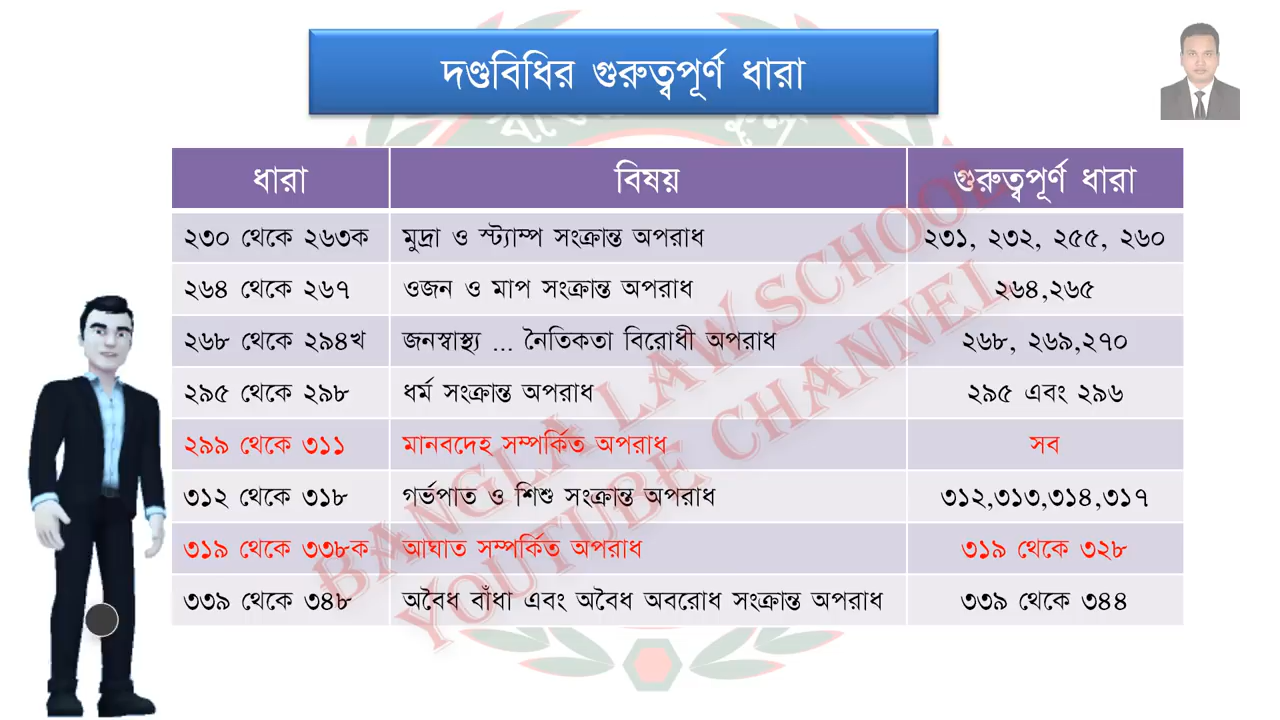 দণ্ডবিধির গুরুত্বপূর্ণ ধারা
ধারা বিষয় গুরুত্বপূর্ণ ধারা
২৩০ থেকে ২৬৩ক মুদ্রা ও স্ট্যাম্প সংক্রান্ত অপরাধ ২৩১, ২৩২, ২৫৫, ২৬০
২৬৪ থেকে ২৬৭ ওজন ও মাপ সংক্রান্ত অপরাধ ২৬৪,২৬৫
২৬৮ থেকে ২৯৪খ জনস্বাস্থ্য ... নৈতিকতা বিরোধী অপরাধ ২৬৮, ২৬৯,২৭০
২৯৫ থেকে ২৯৮ ধর্ম সংক্রান্ত অপরাধ ২৯৫ এবং ২৯৬
২৯৯ থেকে ৩১১ মানবদেহ সম্পর্কিত অপরাধ সব
৩১২ থেকে ৩১৮ গর্ভপাত ও শিশু সংক্রান্ত অপরাধ ৩১২,৩১৩,৩১৪,৩১৭
৩১৯ থেকে ৩৩৮ক আঘাত সম্পর্কিত অপরাধ ৩১৯ থেকে ৩২৮
৩৩৯ থেকে ৩৪৮ অবৈধ বাঁধা এবং অবৈধ অবরোধ সংক্রান্ত অপরাধ ৩৩৯ থেকে ৩৪৪
BANGLA LAW SCHOOL
YOUTUBE CHANNEL